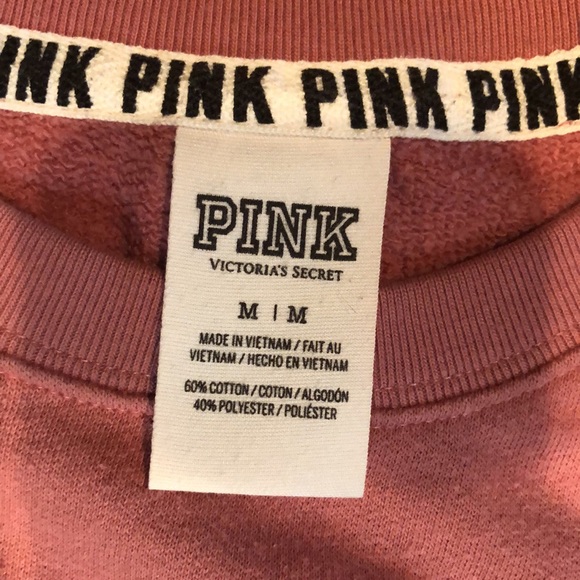 INK PINK PINK PINK
PINK
VICTORIA'S SECRET
M | M
MADE IN VIETNAM / FAIT AU
VIETNAM / HECHO EN VIETNAM
60% COTTON / COTON / ALGODÓN
40% POLYESTER / POLIÉSTER